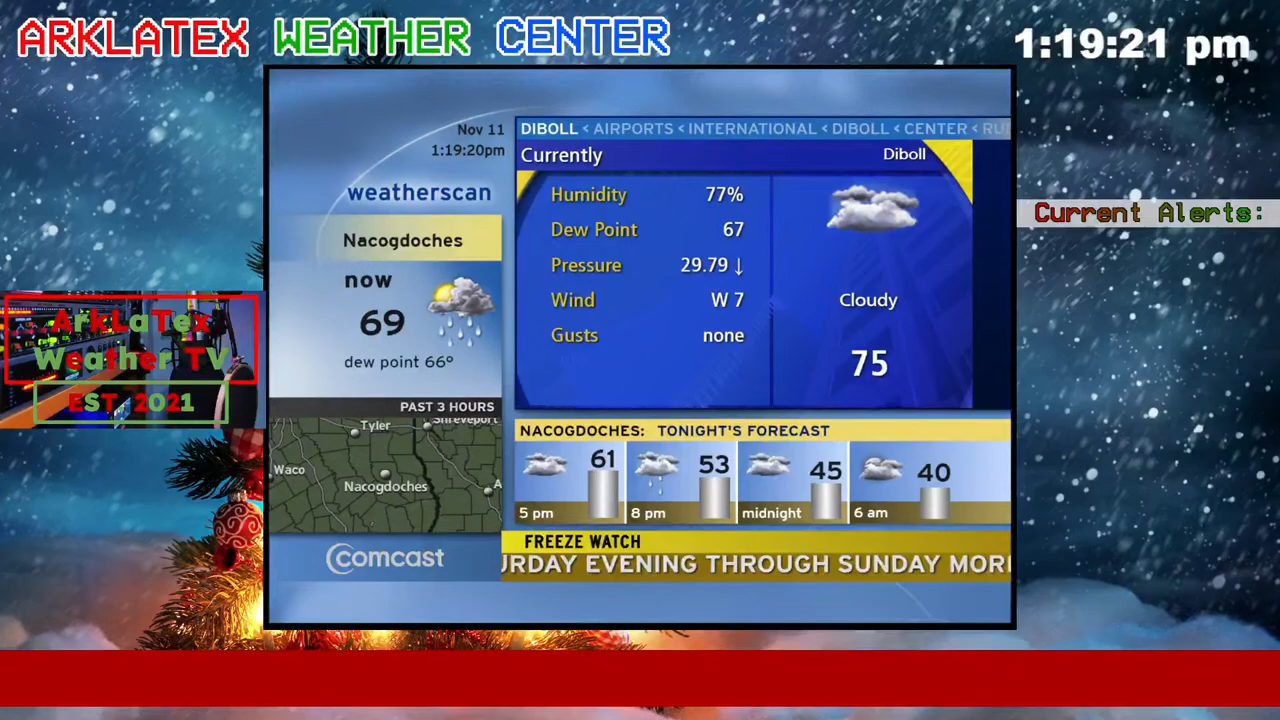 ARKLATEX WEATHER CENTER
1:19:21 pm
Nov 11
1:19:20pm
weatherscan
Nacogdoches
now
69
dew point 66°
PAST 3 HOURS
Tyler
Shreveport
Waco
Nacogdoches
A
comcast
DIBOLL < AIRPORTS < INTERNATIONAL < DIBOLL < CENTER < RU
Currently Diboll
Humidity 77%
Dew Point 67
Pressure 29.79 ↓
Wind W 7
Gusts none
Cloudy
75
NACOGDOCHES: TONIGHT'S FORECAST
61 53 45 40
5 pm 8 pm midnight 6 am
FREEZE WATCH
URDAY EVENING THROUGH SUNDAY MOR
Current Alerts:
ArkLaTex
Weather TV
EST 2021